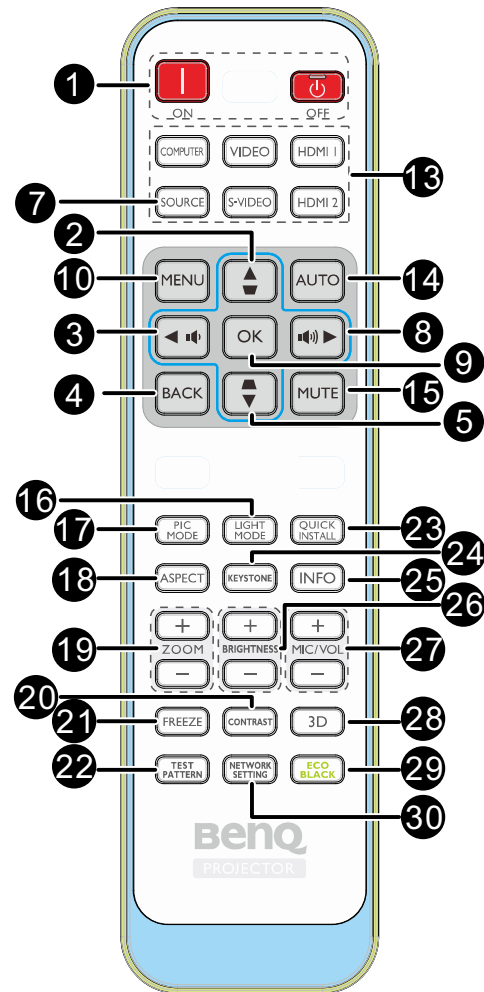 1
ON
OFF
COMPUTER VIDEO HDMI 1
13
7 SOURCE S-VIDEO HDMI 2
2
10 MENU AUTO 14
3 OK 8
9
4 BACK MUTE 15
5
16
17 PIC MODE LIGHT MODE QUICK INSTALL 23
24
18 ASPECT KEYSTONE INFO 25
26
+ + +
19 ZOOM BRIGHTNESS MIC/VOL 27
− − −
20
21 FREEZE CONTRAST 3D 28
22 TEST PATTERN NETWORK SETTING ECO BLACK 29
30
BenQ
PROJECTOR